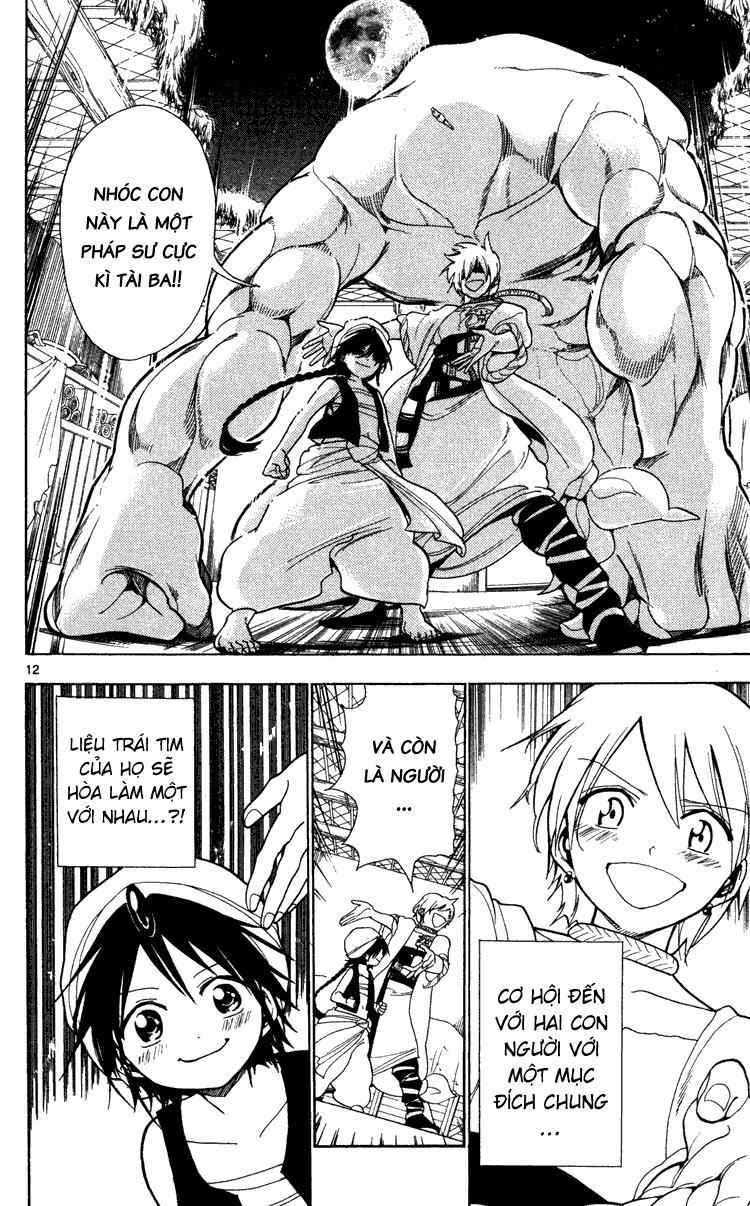 NHÓC CON
NÀY LÀ MỘT
PHÁP SƯ CỰC
KÌ TÀI BA!!
12
CƠ HỘI ĐẾN
VỚI HAI CON
NGƯỜI VỚI
MỘT MỤC
ĐÍCH CHUNG
...
VÀ CÒN
LÀ NGƯỜI
...
LIỆU TRÁI TIM
CỦA HỌ SẼ
HÒA LÀM MỘT
VỚI NHAU...?!